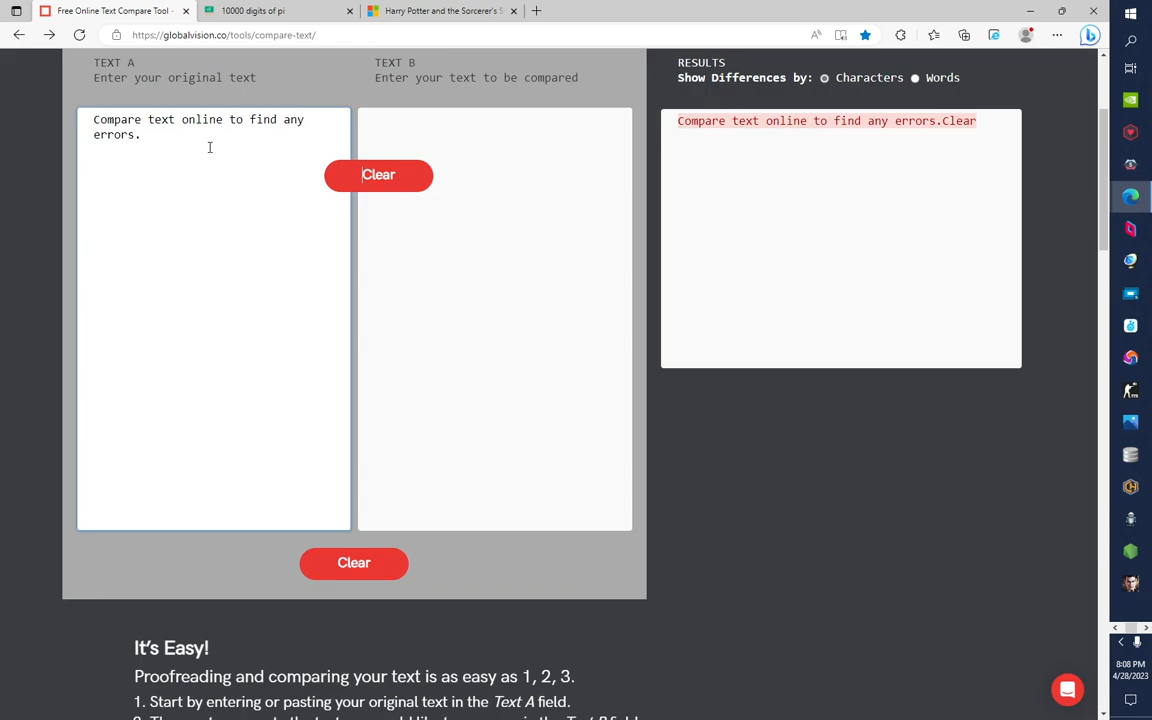 Free Online Text Compare Tool -
10000 digits of pi
Harry Potter and the Sorcerer's S
https://globalvision.co/tools/compare-text/
TEXT A
Enter your original text
TEXT B
Enter your text to be compared
RESULTS
Show Differences by: Characters Words
Compare text online to find any
errors.
Clear
Compare text online to find any errors.Clear
Clear
It's Easy!
Proofreading and comparing your text is as easy as 1, 2, 3.
1. Start by entering or pasting your original text in the Text A field.
8:08 PM
4/28/2023